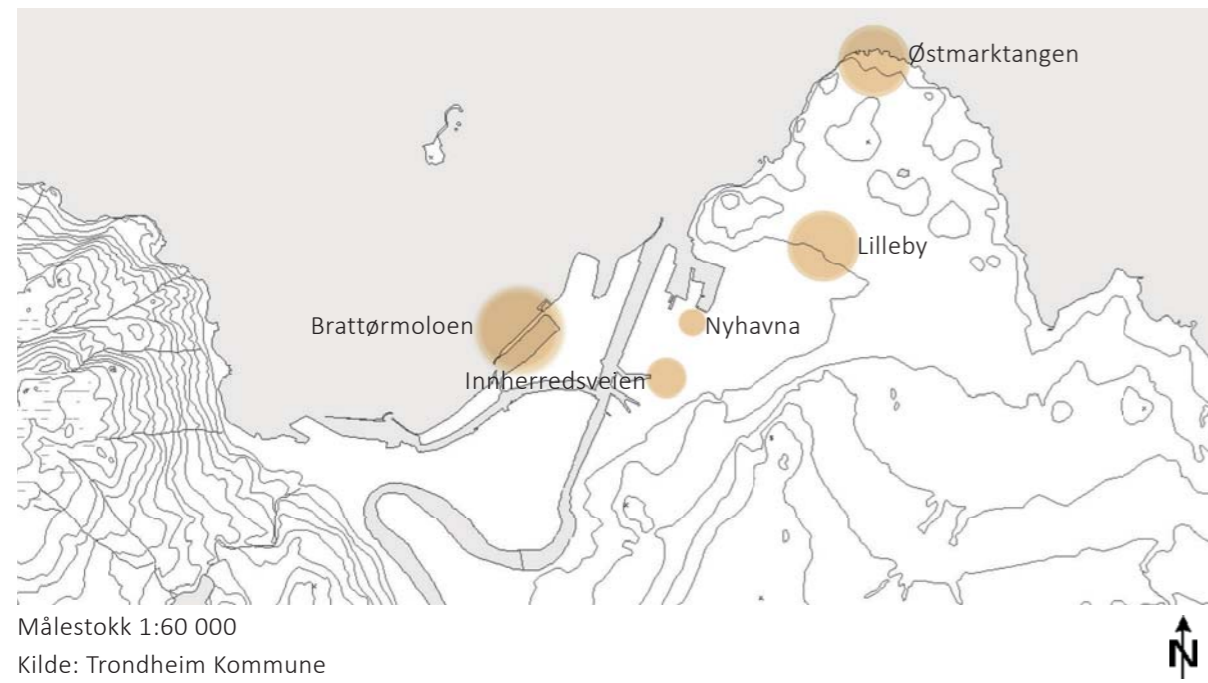 Østmarktangen
Lilleby
Brattørmoloen
Nyhavna
Innherredsveien
Målestokk 1:60 000
Kilde: Trondheim Kommune
N